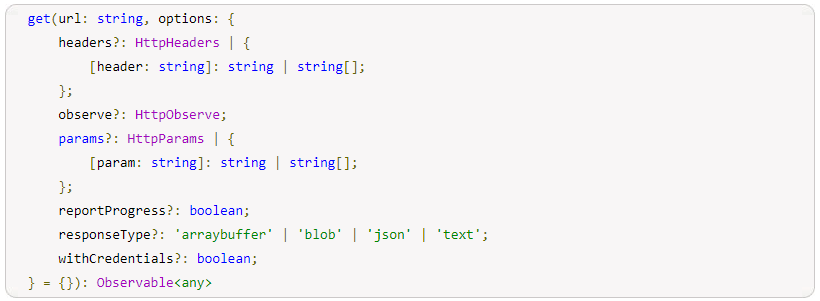 get(url: string, options: {
    headers?: HttpHeaders | {
        [header: string]: string | string[];
    };
    observe?: HttpObserve;
    params?: HttpParams | {
        [param: string]: string | string[];
    };
    reportProgress?: boolean;
    responseType?: 'arraybuffer' | 'blob' | 'json' | 'text';
    withCredentials?: boolean;
} = {}): Observable<any>